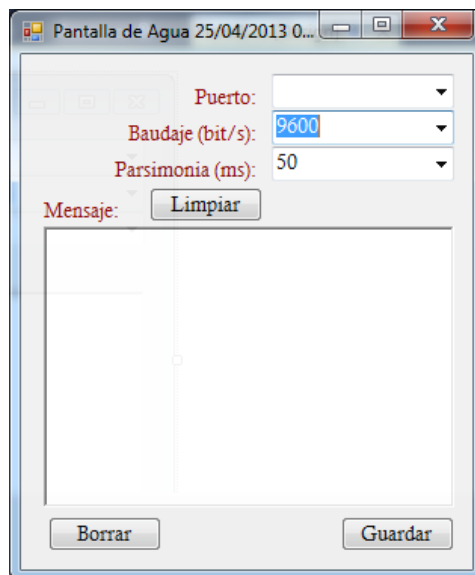 Pantalla de Agua 25/04/2013 0...
Puerto:
Baudaje (bit/s): 9600
Parsimonia (ms): 50
Mensaje: Limpiar
Borrar Guardar